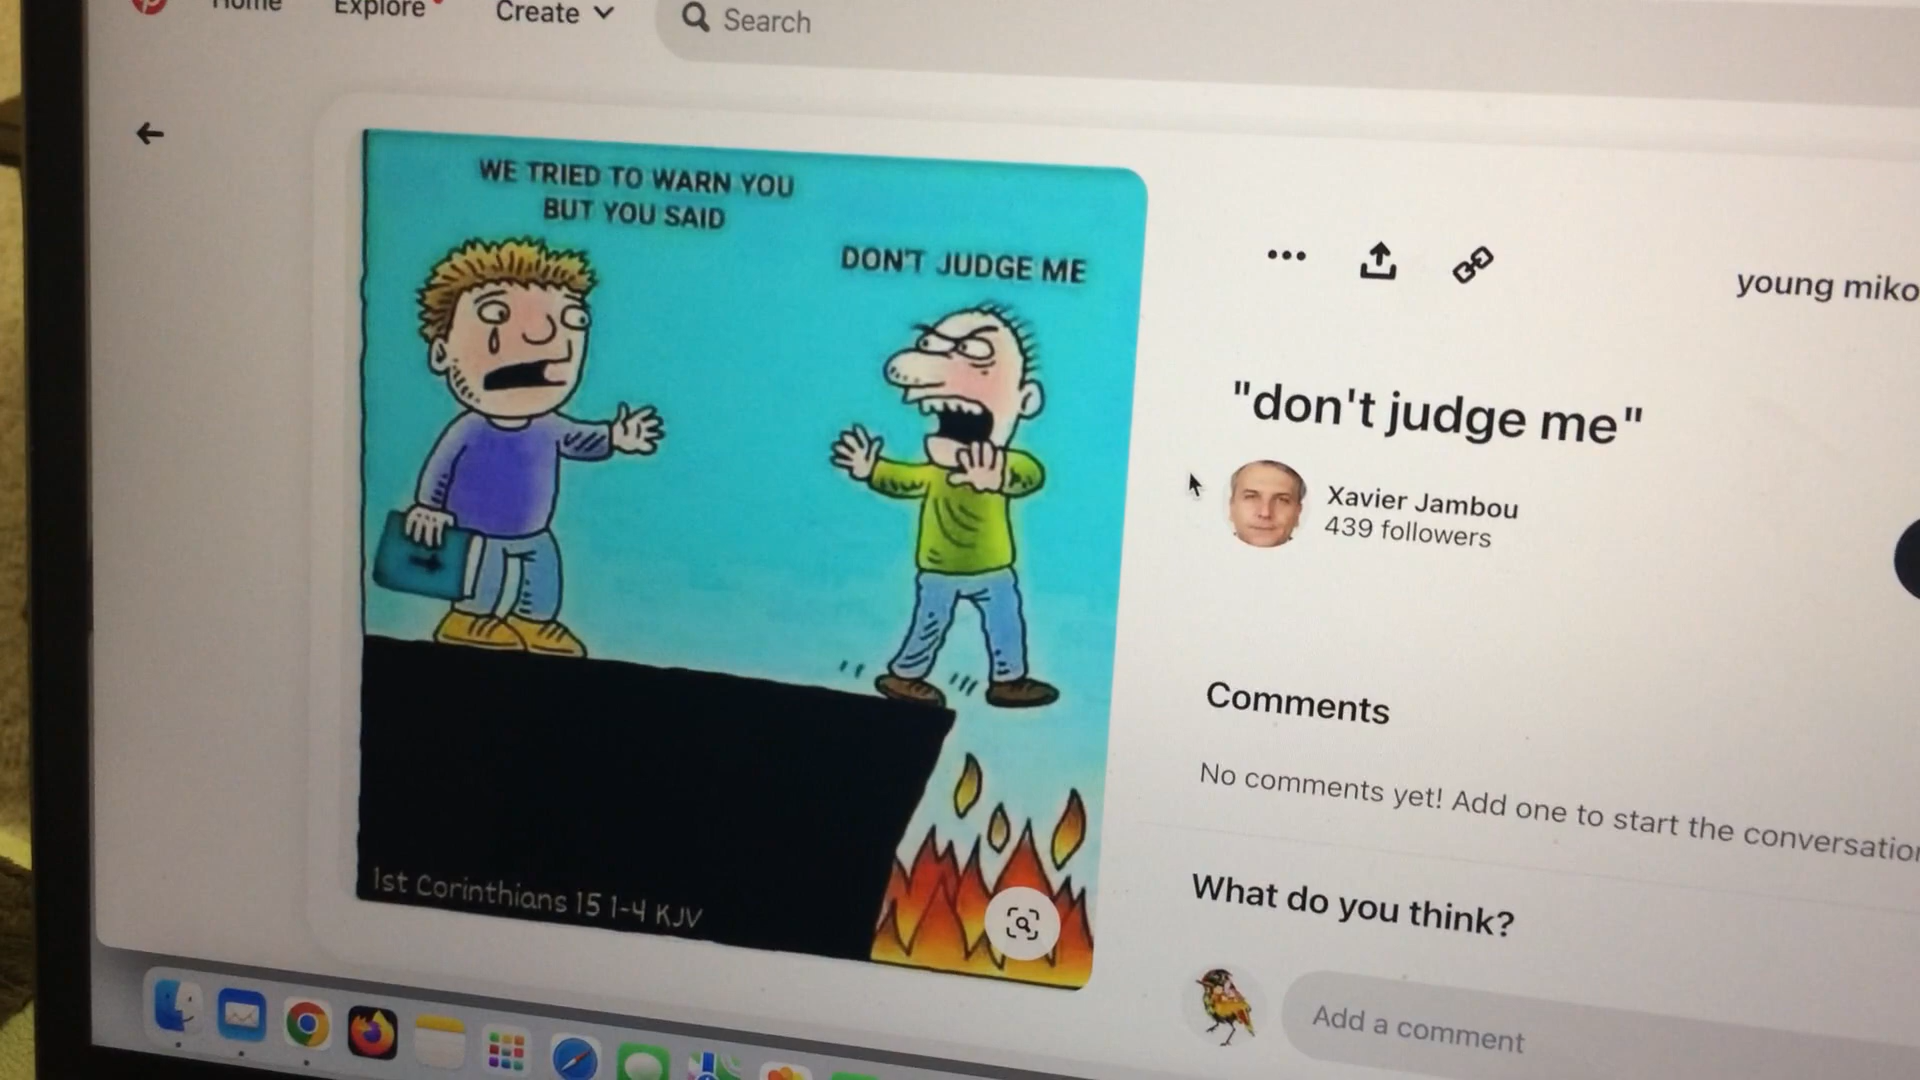 Home Explore Create
Search
WE TRIED TO WARN YOU
BUT YOU SAID
DON'T JUDGE ME
1st Corinthians 15 1-4 KJV
young miko
"don't judge me"
Xavier Jambou
439 followers
Comments
No comments yet! Add one to start the conversation
What do you think?
Add a comment